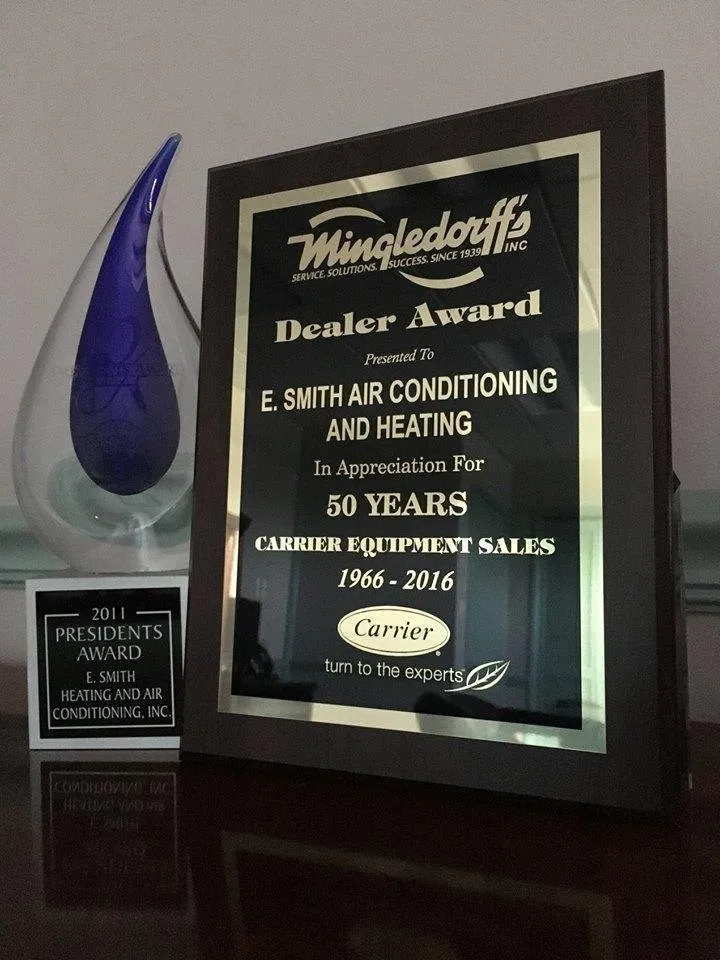 Mingledorff's
INC
SERVICE. SOLUTIONS. SUCCESS. SINCE 1939
Dealer Award
Presented To
E. SMITH AIR CONDITIONING
AND HEATING
In Appreciation For
50 YEARS
CARRIER EQUIPMENT SALES
1966 - 2016
Carrier
turn to the experts
2011
PRESIDENTS
AWARD
E. SMITH
HEATING AND AIR
CONDITIONING, INC.